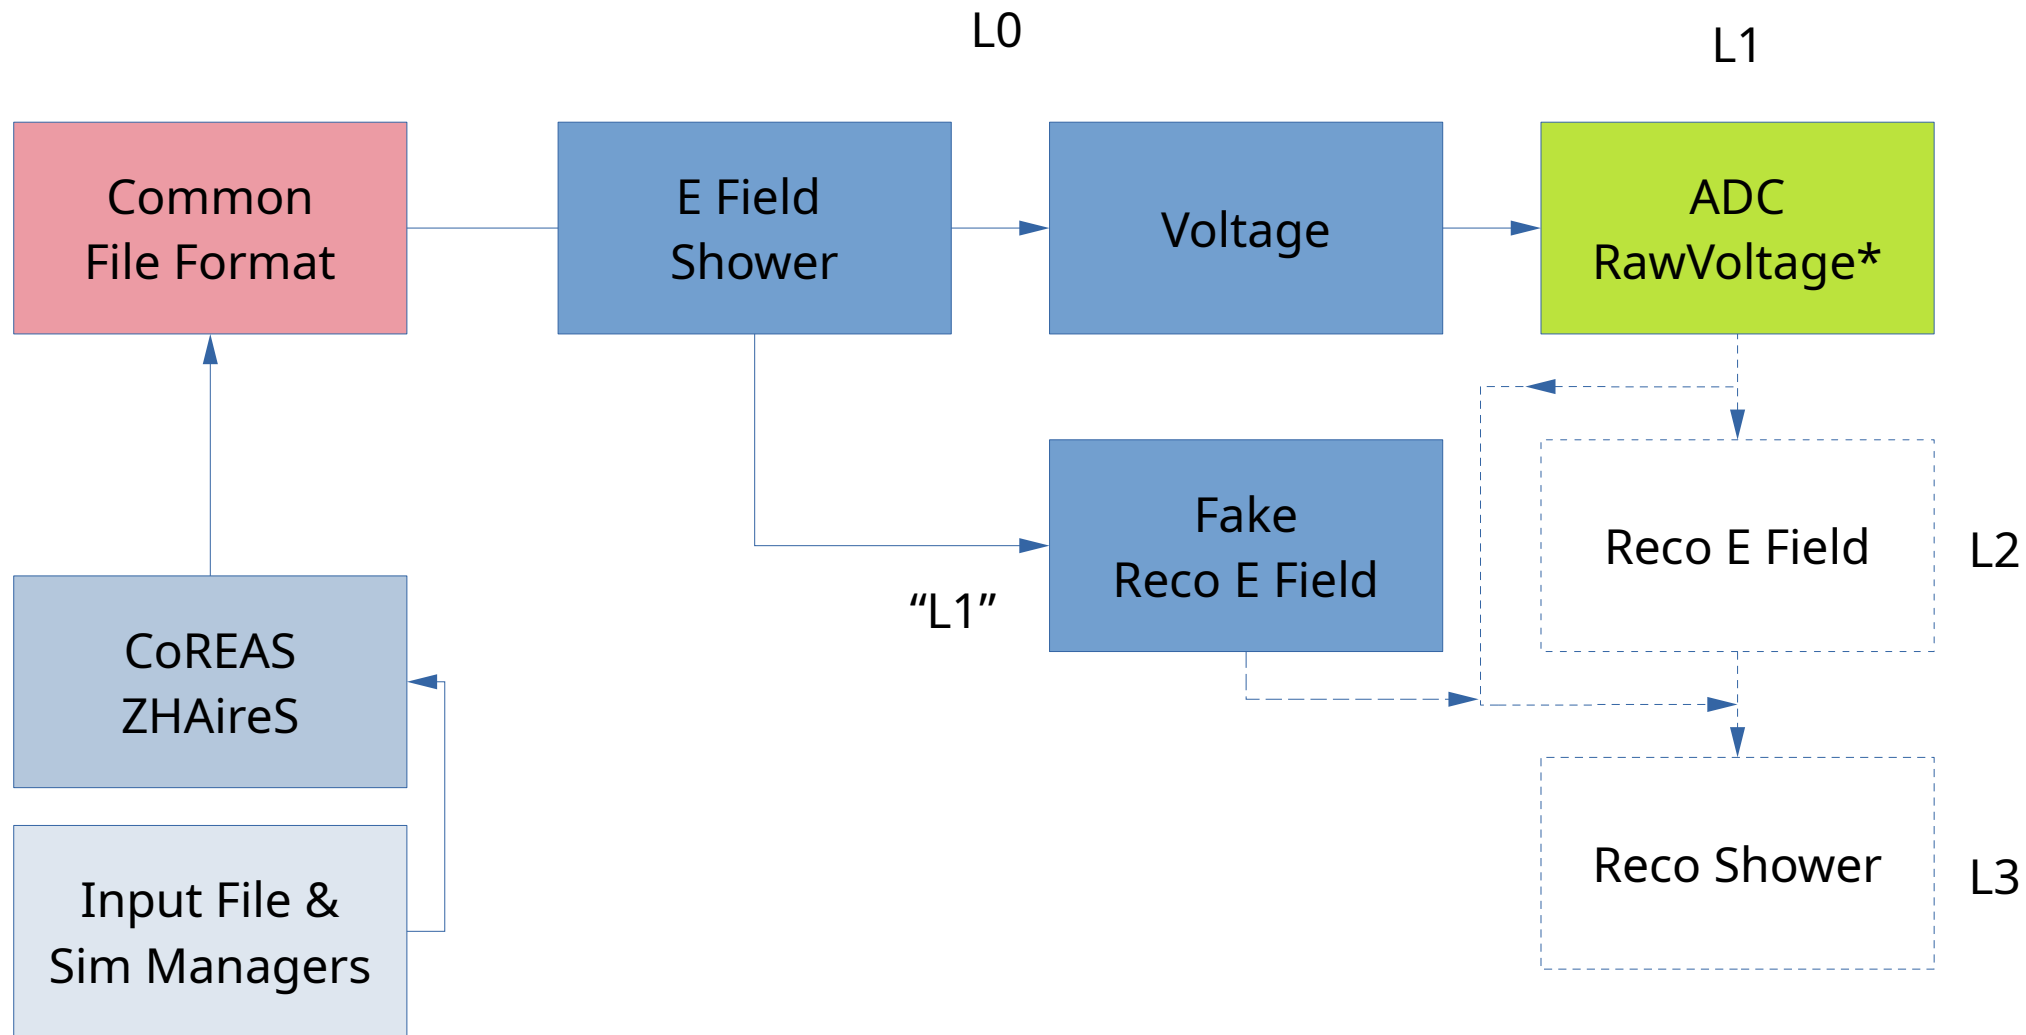 L0
L1
Common
File Format
E Field
Shower
Voltage
ADC
RawVoltage*
Fake
Reco E Field
“L1”
Reco E Field
L2
CoREAS
ZHAireS
Reco Shower
L3
Input File &
Sim Managers